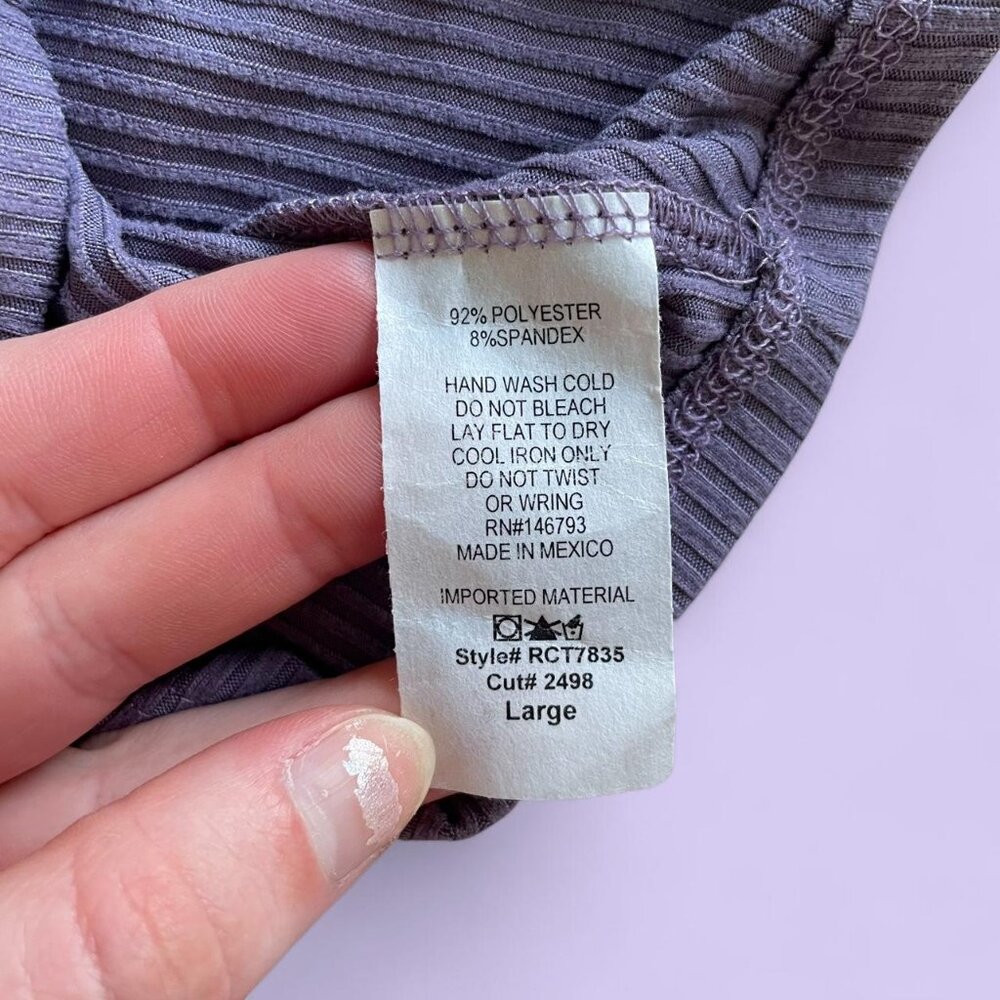 92% POLYESTER
8%SPANDEX
HAND WASH COLD
DO NOT BLEACH
LAY FLAT TO DRY
COOL IRON ONLY
DO NOT TWIST
OR WRING
RN#146793
MADE IN MEXICO
IMPORTED MATERIAL
Style# RCT7835
Cut# 2498
Large